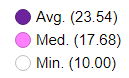 Avg. (23.54)
Med. (17.68)
Min. (10.00)